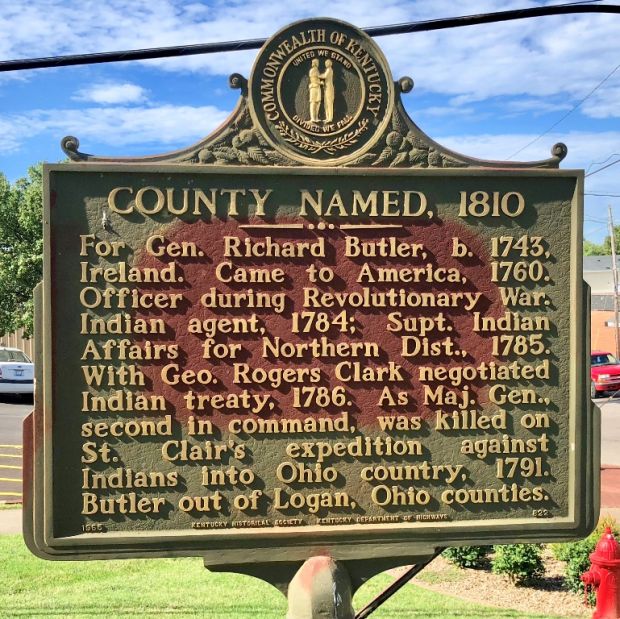 COMMONWEALTH OF KENTUCKY
UNITED WE STAND
DIVIDED WE FALL
COUNTY NAMED, 1810
For Gen. Richard Butler, b. 1743,
Ireland. Came to America, 1760.
Officer during Revolutionary War.
Indian agent, 1784; Supt. Indian
Affairs for Northern Dist., 1785.
With Geo. Rogers Clark negotiated
Indian treaty, 1786. As Maj. Gen.,
second in command, was killed on
St. Clair's expedition against
Indians into Ohio country, 1791.
Butler out of Logan, Ohio counties.
1965 KENTUCKY HISTORICAL SOCIETY KENTUCKY DEPARTMENT OF HIGHWAYS 822